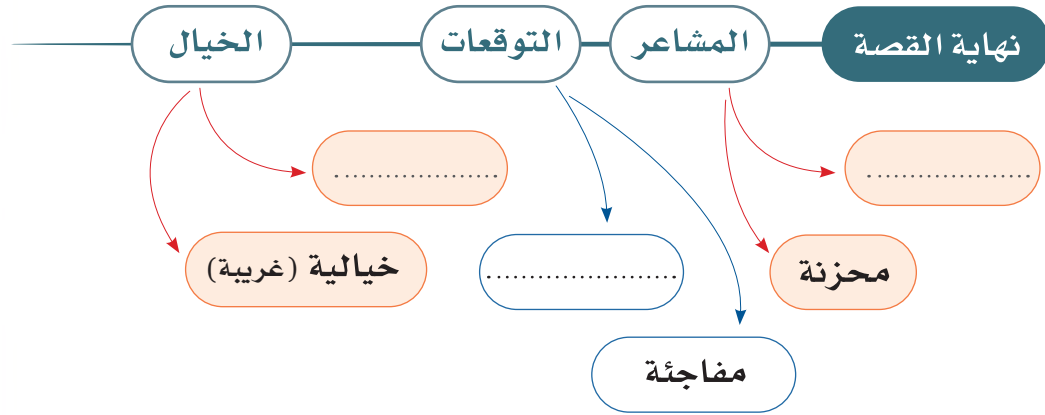 نهاية القصة
المشاعر
التوقعات
الخيال
....................
....................
محزنة
........................
خيالية (غريبة)
مفاجئة